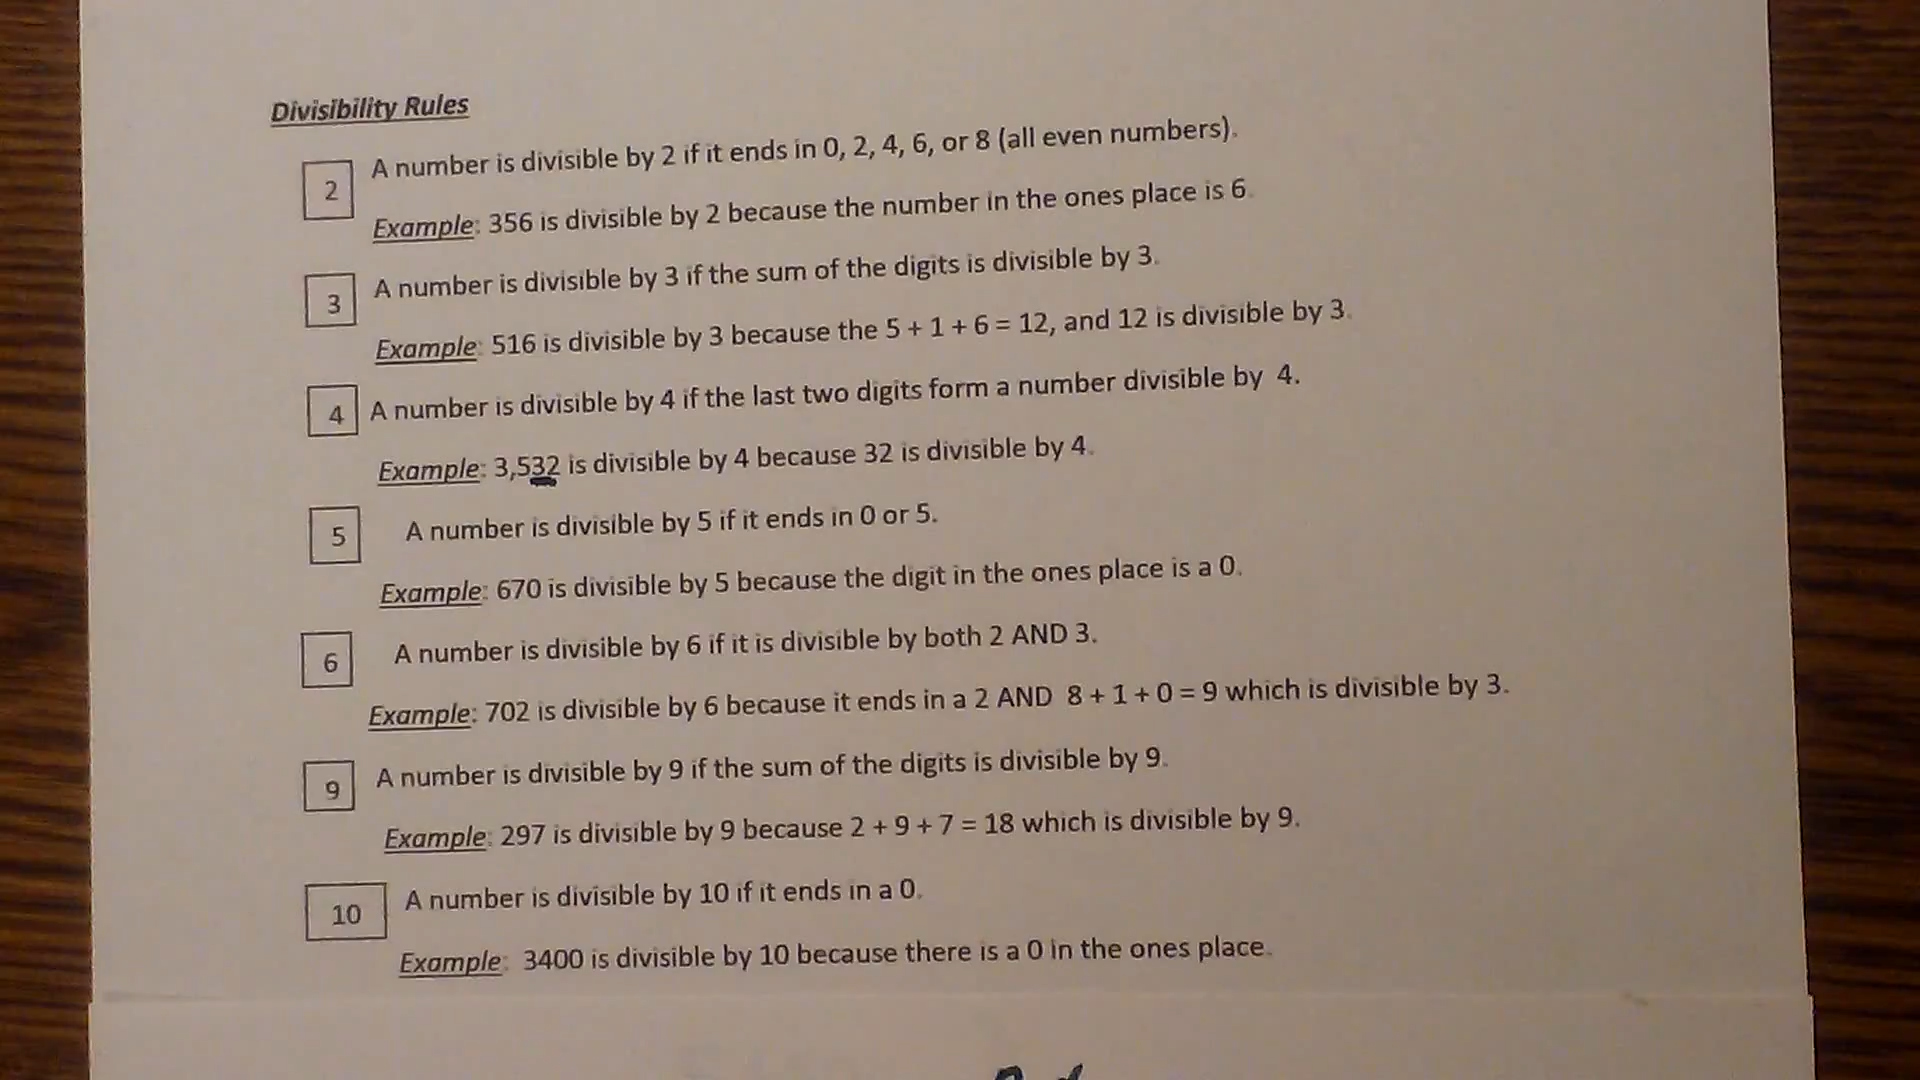 Divisibility Rules
2 A number is divisible by 2 if it ends in 0, 2, 4, 6, or 8 (all even numbers).
Example: 356 is divisible by 2 because the number in the ones place is 6.
3 A number is divisible by 3 if the sum of the digits is divisible by 3.
Example: 516 is divisible by 3 because the 5 + 1 + 6 = 12, and 12 is divisible by 3.
4 A number is divisible by 4 if the last two digits form a number divisible by 4.
Example: 3,532 is divisible by 4 because 32 is divisible by 4.
5 A number is divisible by 5 if it ends in 0 or 5.
Example: 670 is divisible by 5 because the digit in the ones place is a 0.
6 A number is divisible by 6 if it is divisible by both 2 AND 3.
Example: 702 is divisible by 6 because it ends in a 2 AND 8 + 1 + 0 = 9 which is divisible by 3.
9 A number is divisible by 9 if the sum of the digits is divisible by 9.
Example: 297 is divisible by 9 because 2 + 9 + 7 = 18 which is divisible by 9.
10 A number is divisible by 10 if it ends in a 0.
Example: 3400 is divisible by 10 because there is a 0 in the ones place.